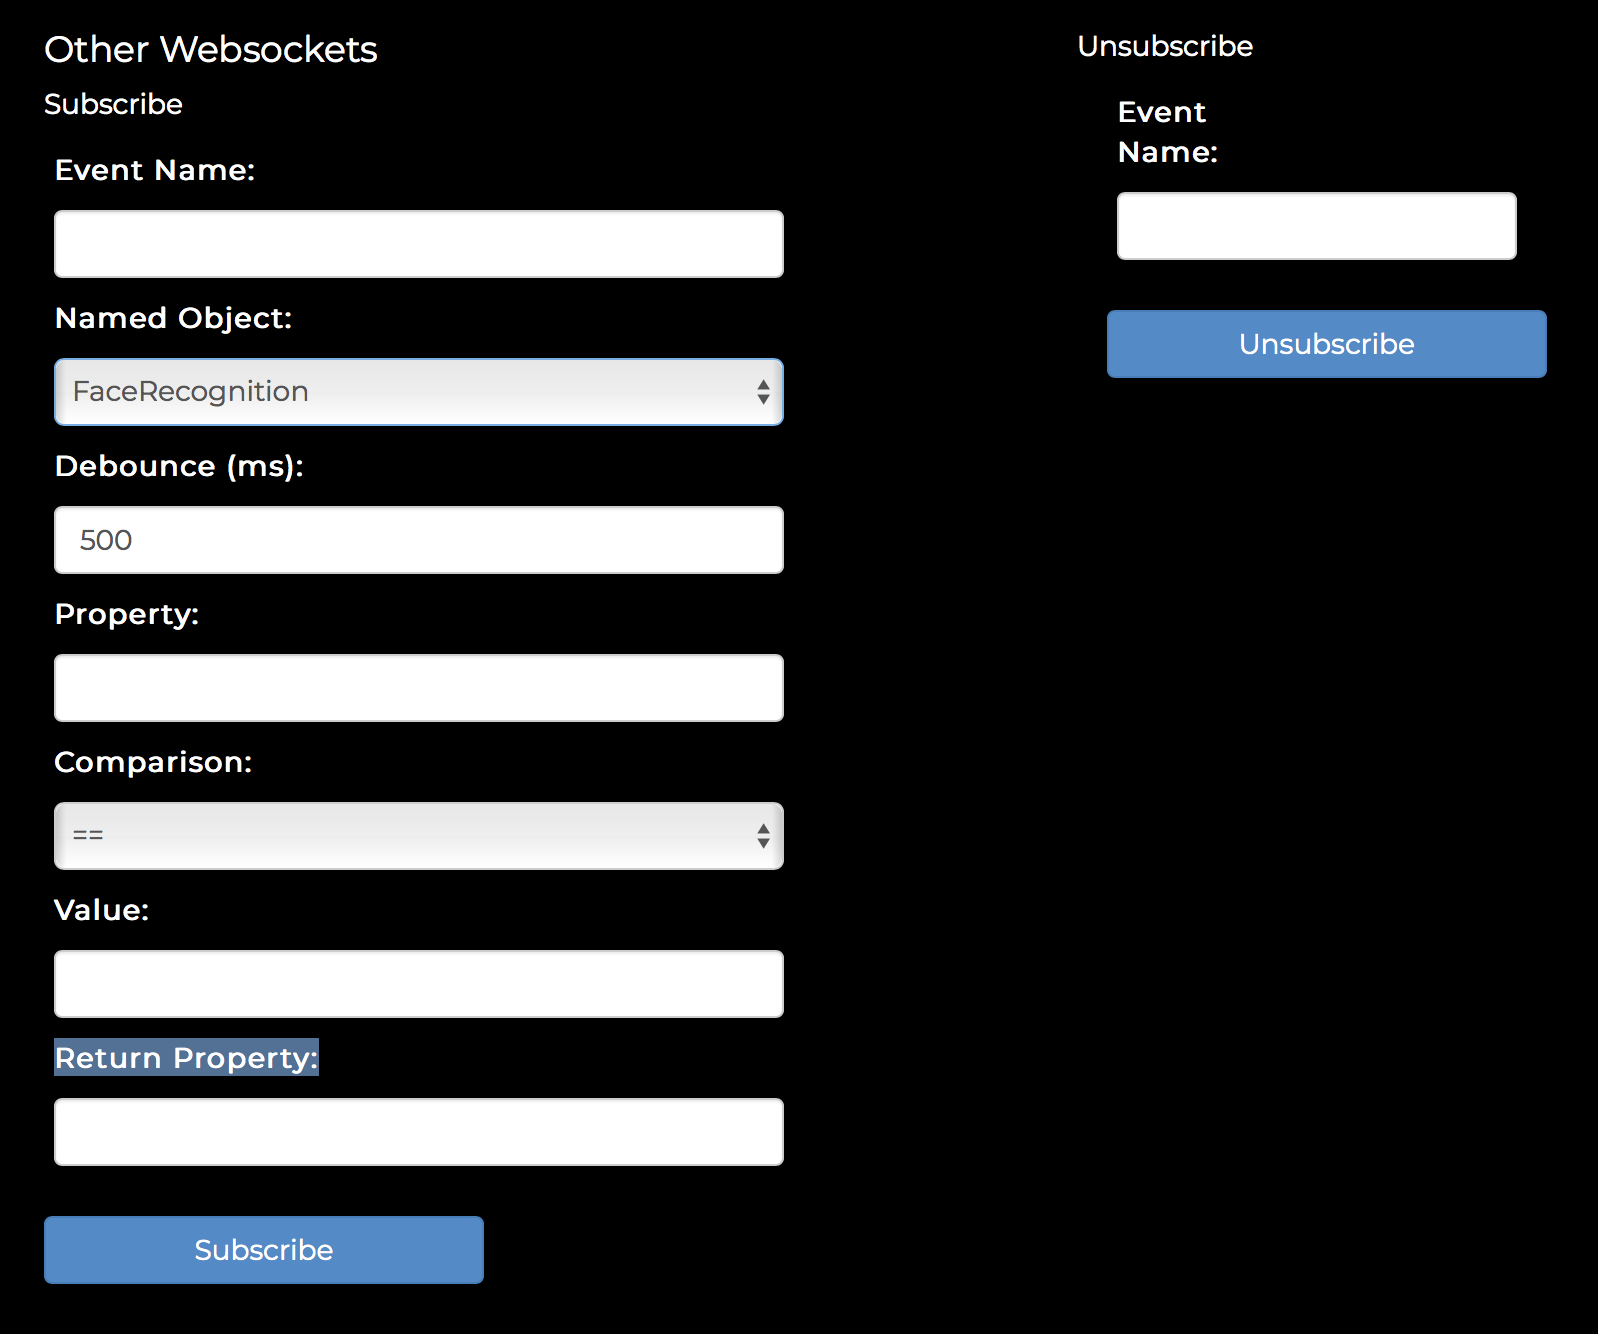 Other Websockets
Subscribe
Event Name:
Named Object:
FaceRecognition
Debounce (ms):
500
Property:
Comparison:
==
Value:
Return Property:
Subscribe
Unsubscribe
Event
Name:
Unsubscribe